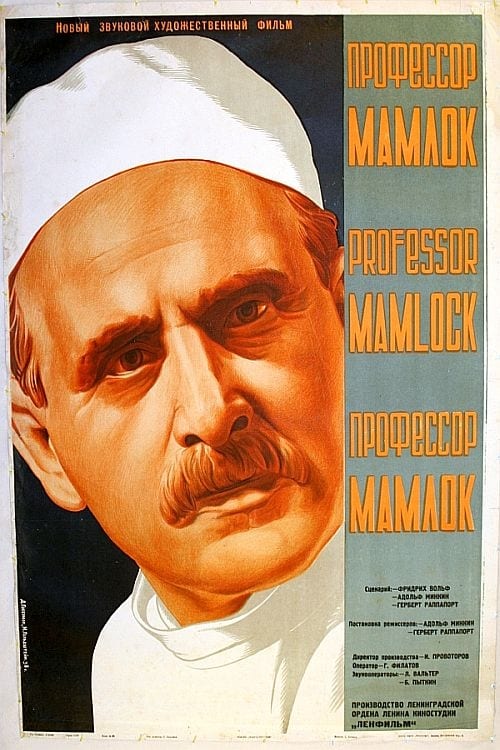 Новый звуковой художественный фильм
ПРОФЕССОР
МАМЛОК
PROFESSOR
MAMLOCK
ПРОФЕССОР
МАМЛОК
Сценарий: –ФРИДРИХ ВОЛЬФ
–АДОЛЬФ МИНКИН
–ГЕРБЕРТ РАППАПОРТ
Постановка режиссеров: –АДОЛЬФ МИНКИН
–ГЕРБЕРТ РАППАПОРТ
Директор производства –И. ПРОВОТОРОВ
Оператор –Г. ФИЛАТОВ
Звукооператоры: –Л. ВАЛЬТЕР
–Б. ПЫТКИН
ПРОИЗВОДСТВО ЛЕНИНГРАДСКОЙ
ОРДЕНА ЛЕНИНА КИНОСТУДИИ
„ЛЕНФИЛЬМ“